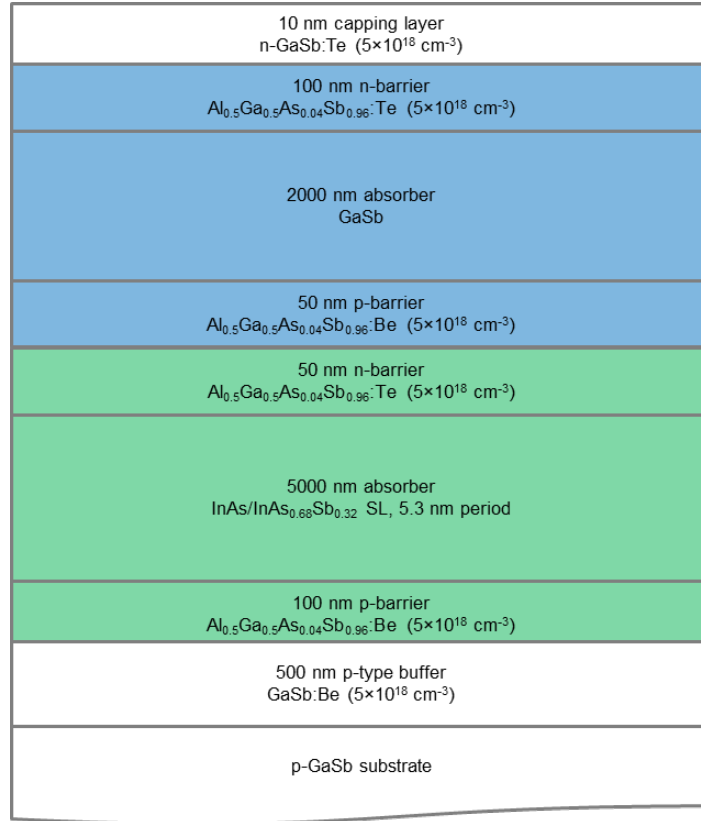 10 nm capping layer
n-GaSb:Te (5×10¹⁸ cm⁻³)
100 nm n-barrier
Al₀.₅Ga₀.₅As₀.₀₄Sb₀.₉₆:Te (5×10¹⁸ cm⁻³)
2000 nm absorber
GaSb
50 nm p-barrier
Al₀.₅Ga₀.₅As₀.₀₄Sb₀.₉₆:Be (5×10¹⁸ cm⁻³)
50 nm n-barrier
Al₀.₅Ga₀.₅As₀.₀₄Sb₀.₉₆:Te (5×10¹⁸ cm⁻³)
5000 nm absorber
InAs/InAs₀.₆₈Sb₀.₃₂ SL, 5.3 nm period
100 nm p-barrier
Al₀.₅Ga₀.₅As₀.₀₄Sb₀.₉₆:Be (5×10¹⁸ cm⁻³)
500 nm p-type buffer
GaSb:Be (5×10¹⁸ cm⁻³)
p-GaSb substrate